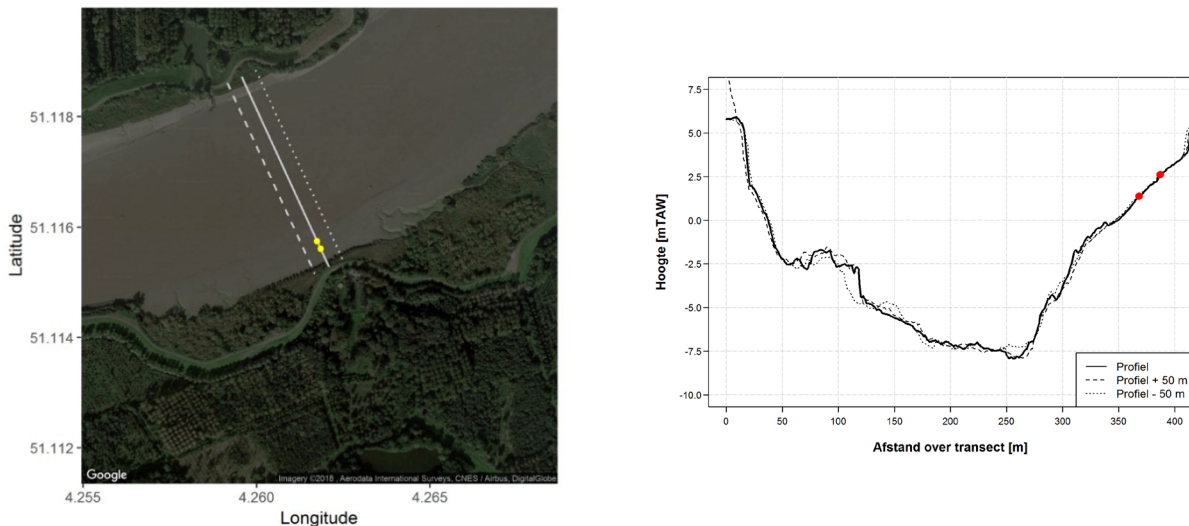 51.118
51.116
51.114
51.112
Latitude
Google
Imagery ©2018 , Aerodata International Surveys, CNES / Airbus, DigitalGlobe
4.255
4.260
4.265
Longitude
7.5
5.0
2.5
0.0
-2.5
-5.0
-7.5
-10.0
Hoogte [mTAW]
Profiel
Profiel + 50 m
Profiel - 50 m
0
50
100
150
200
250
300
350
400
Afstand over transect [m]